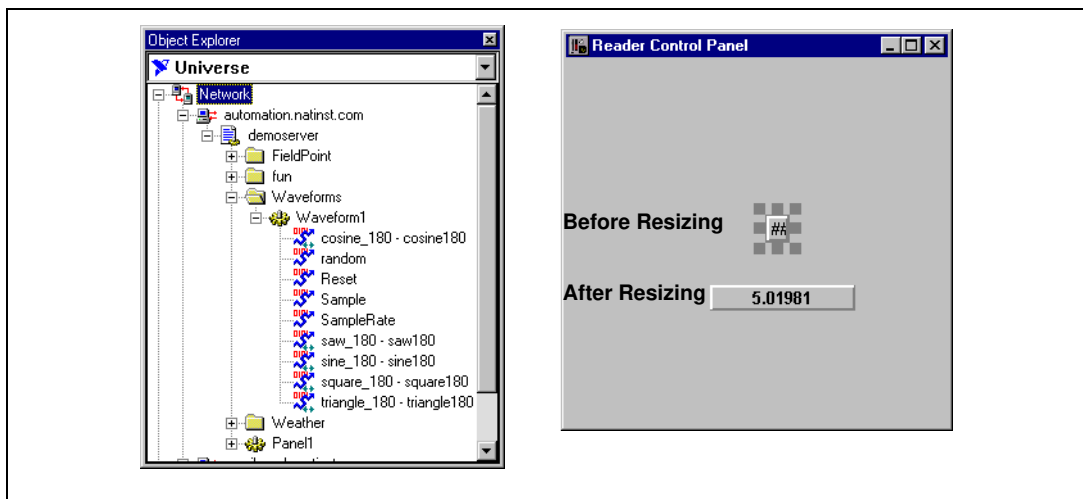 Object Explorer
Universe
Network
automation.natinst.com
demoserver
FieldPoint
fun
Waveforms
Waveform1
cosine_180 - cosine180
random
Reset
Sample
SampleRate
saw_180 - saw180
sine_180 - sine180
square_180 - square180
triangle_180 - triangle180
Weather
Panel1
Reader Control Panel
Before Resizing
After Resizing 5.01981